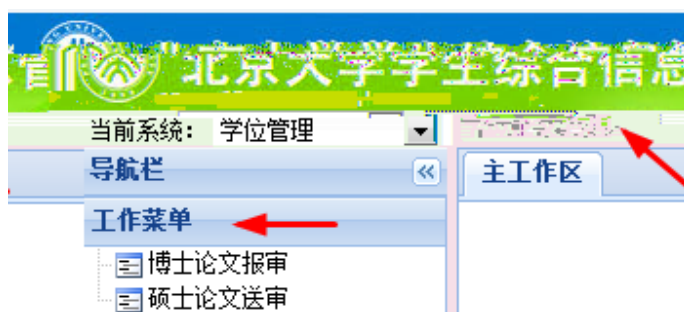 北京大学学生综合信息
当前系统： 学位管理
导航栏
主工作区
工作菜单
博士论文报审
硕士论文送审